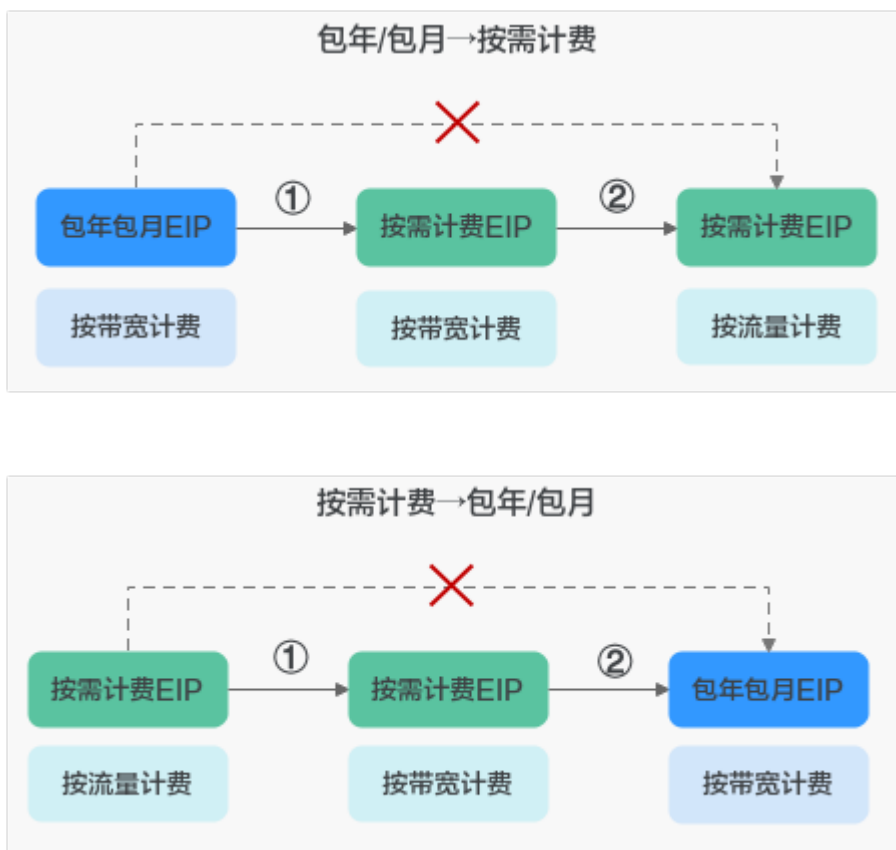 包年/包月→按需计费
① ②
包年包月EIP 按需计费EIP 按需计费EIP
按带宽计费 按带宽计费 按流量计费
按需计费→包年/包月
① ②
按需计费EIP 按需计费EIP 包年包月EIP
按流量计费 按带宽计费 按带宽计费